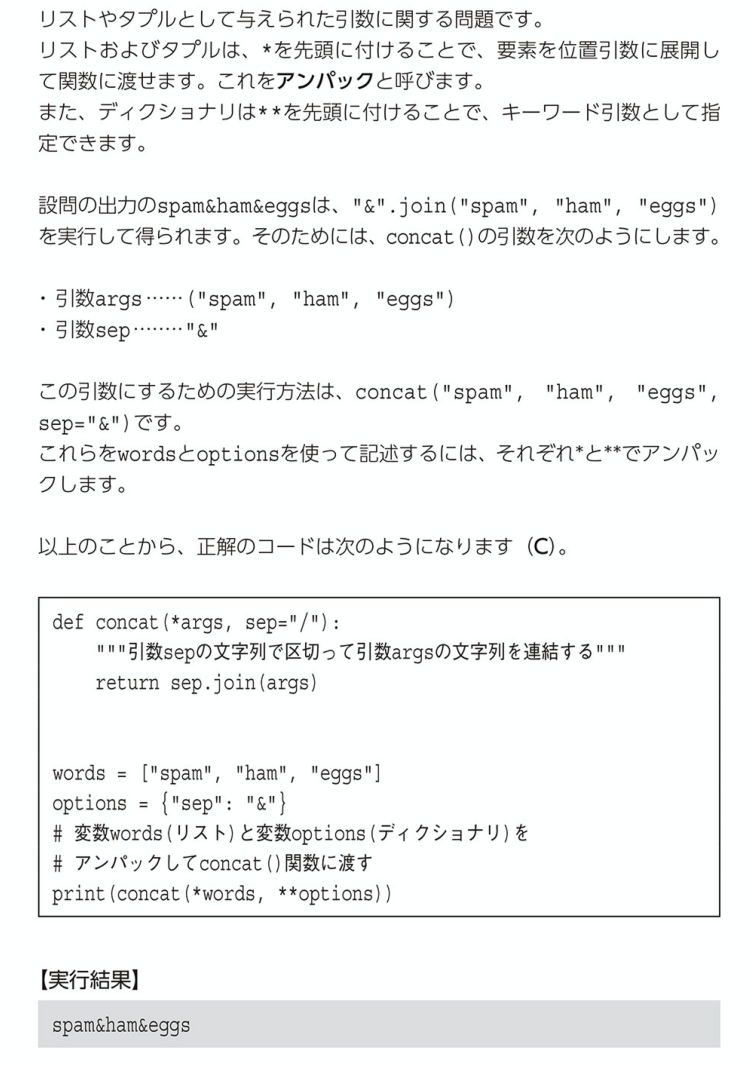 リストやタプルとして与えられた引数に関する問題です。
リストおよびタプルは、*を先頭に付けることで、要素を位置引数に展開し
て関数に渡せます。これをアンパックと呼びます。
また、ディクショナリは**を先頭に付けることで、キーワード引数として指
定できます。
設問の出力のspam&ham&eggsは、"&".join("spam", "ham", "eggs")
を実行して得られます。そのためには、concat()の引数を次のようにします。
・引数args……("spam", "ham", "eggs")
・引数sep………"&"
この引数にするための実行方法は、concat("spam", "ham", "eggs",
sep="&")です。
これらをwordsとoptionsを使って記述するには、それぞれ*と**でアンパッ
クします。
以上のことから、正解のコードは次のようになります（C）。
def concat(*args, sep="/"):
    """引数sepの文字列で区切って引数argsの文字列を連結する"""
    return sep.join(args)
words = ["spam", "ham", "eggs"]
options = {"sep": "&"}
# 変数words(リスト)と変数options(ディクショナリ)を
# アンパックしてconcat()関数に渡す
print(concat(*words, **options))
【実行結果】
spam&ham&eggs